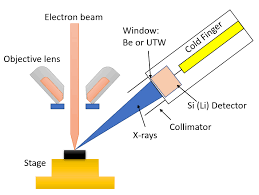 Electron beam
Window:
Be or UTW
Objective lens
Cold Finger
Si (Li) Detector
X-rays
Collimator
Stage